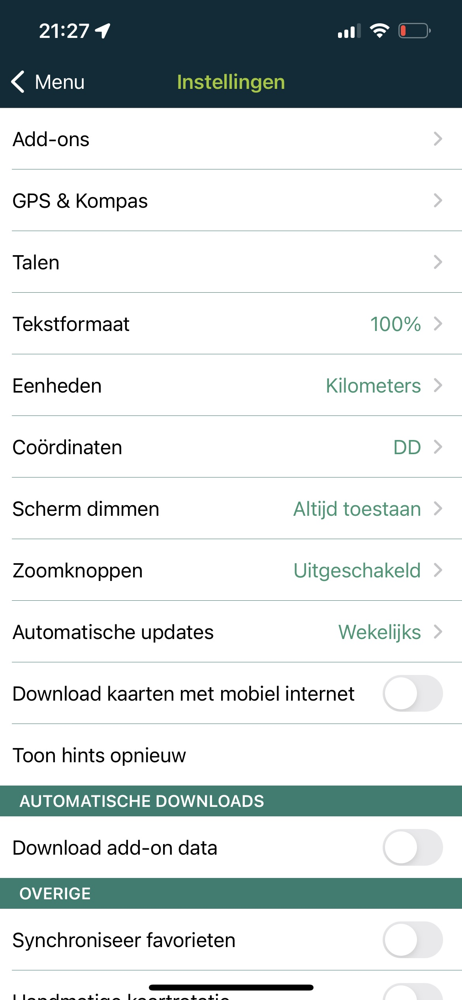 21:27
Menu
Instellingen
Add-ons
GPS & Kompas
Talen
Tekstformaat 100%
Eenheden Kilometers
Coördinaten DD
Scherm dimmen Altijd toestaan
Zoomknoppen Uitgeschakeld
Automatische updates Wekelijks
Download kaarten met mobiel internet
Toon hints opnieuw
AUTOMATISCHE DOWNLOADS
Download add-on data
OVERIGE
Synchroniseer favorieten
Handmatige kaartrotatie